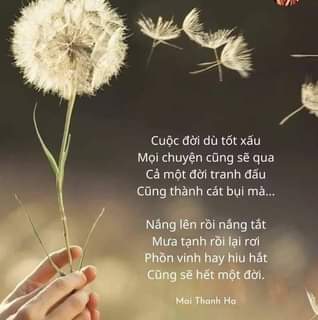 Cuộc đời dù tốt xấu
Mọi chuyện cũng sẽ qua
Cả một đời tranh đấu
Cũng thành cát bụi mà...
Nắng lên rồi nắng tắt
Mưa tạnh rồi lại rơi
Phồn vinh hay hiu hắt
Cũng sẽ hết một đời.
Mai Thanh Hạ